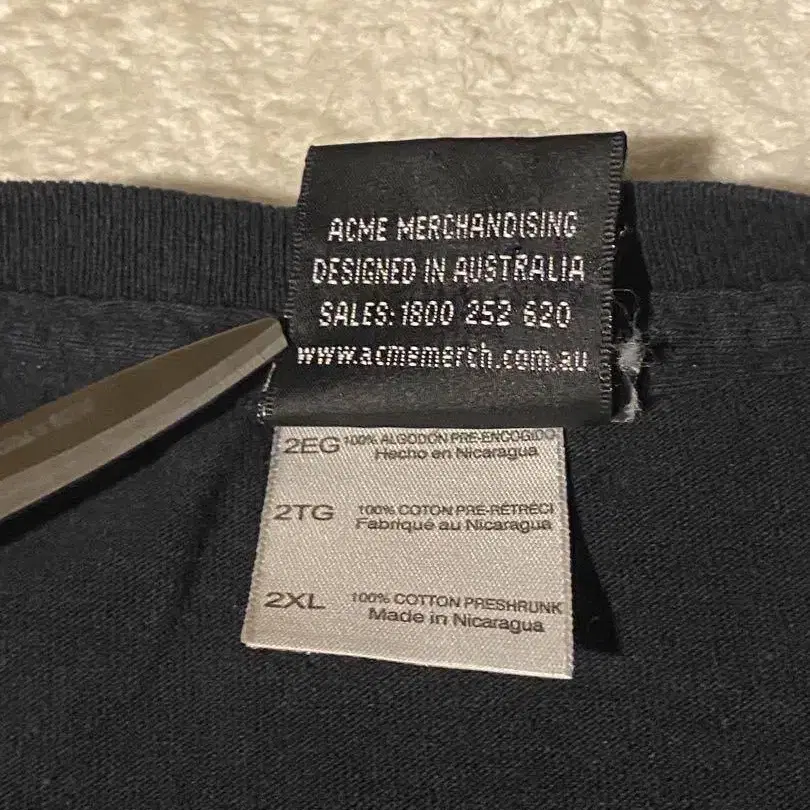 ACME MERCHANDISING
DESIGNED IN AUSTRALIA
SALES: 1800 252 620
www.acmemerch.com.au
2EG 100% ALGODON PRE-ENCOGIDO
Hecho en Nicaragua
2TG 100% COTON PRÉ-RÉTRÉCI
Fabriqué au Nicaragua
2XL 100% COTTON PRESHRUNK
Made in Nicaragua